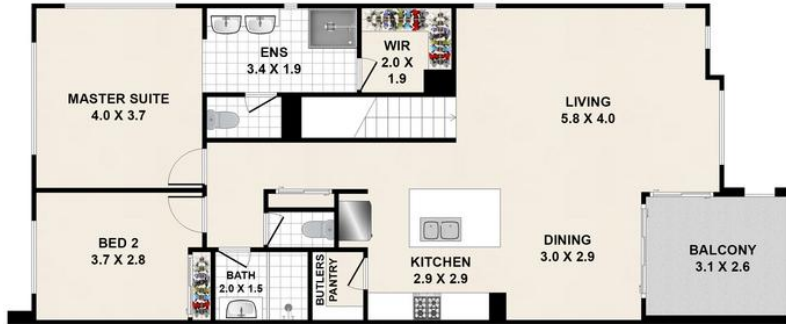 ENS
3.4 X 1.9
WIR
2.0 X
1.9
MASTER SUITE
4.0 X 3.7
LIVING
5.8 X 4.0
BED 2
3.7 X 2.8
BATH
2.0 X 1.5
BUTLERS
PANTRY
KITCHEN
2.9 X 2.9
DINING
3.0 X 2.9
BALCONY
3.1 X 2.6